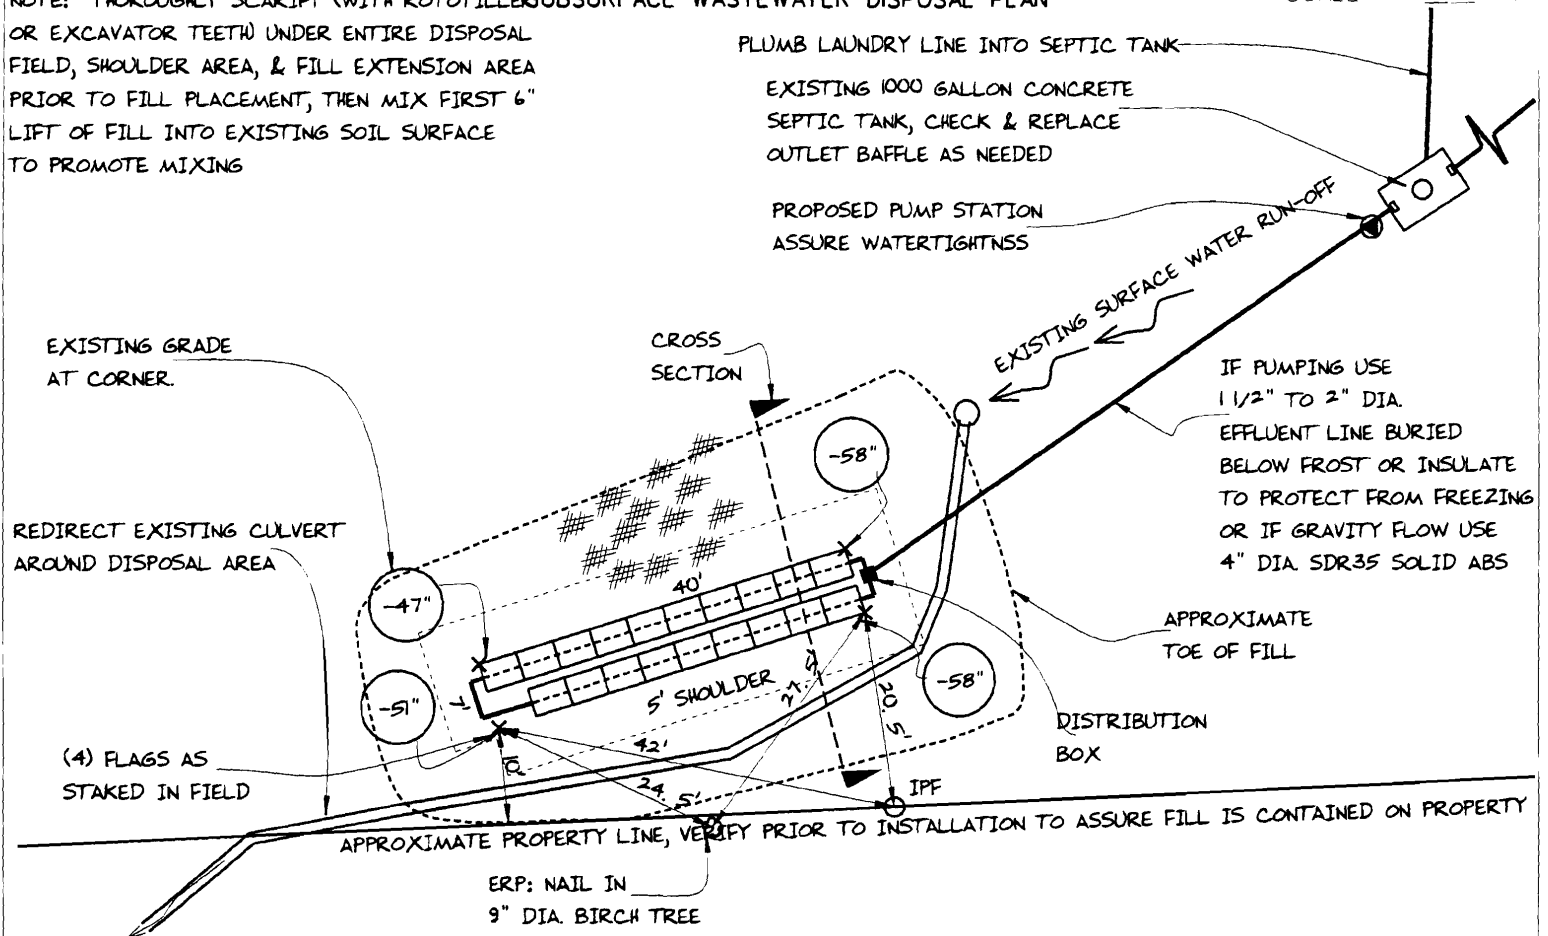 NOTE: THOROUGHLY SCARIFY (WITH ROTOTILLER
OR EXCAVATOR TEETH) UNDER ENTIRE DISPOSAL
FIELD, SHOULDER AREA, & FILL EXTENSION AREA
PRIOR TO FILL PLACEMENT, THEN MIX FIRST 6"
LIFT OF FILL INTO EXISTING SOIL SURFACE
TO PROMOTE MIXING
SUBSURFACE WASTEWATER DISPOSAL PLAN
PLUMB LAUNDRY LINE INTO SEPTIC TANK
EXISTING 1000 GALLON CONCRETE
SEPTIC TANK, CHECK & REPLACE
OUTLET BAFFLE AS NEEDED
PROPOSED PUMP STATION
ASSURE WATERTIGHTNSS
EXISTING SURFACE WATER RUN-OFF
EXISTING GRADE
AT CORNER.
CROSS
SECTION
IF PUMPING USE
1 1/2" TO 2" DIA.
EFFLUENT LINE BURIED
BELOW FROST OR INSULATE
TO PROTECT FROM FREEZING
OR IF GRAVITY FLOW USE
4" DIA. SDR35 SOLID ABS
-58"
REDIRECT EXISTING CULVERT
AROUND DISPOSAL AREA
40'
-47"
APPROXIMATE
TOE OF FILL
-51"
7'
5' SHOULDER
20. 5'
-58"
DISTRIBUTION
BOX
(4) FLAGS AS
STAKED IN FIELD
10'
42'
24. 5'
IPF
APPROXIMATE PROPERTY LINE, VERIFY PRIOR TO INSTALLATION TO ASSURE FILL IS CONTAINED ON PROPERTY
ERP: NAIL IN
9" DIA. BIRCH TREE